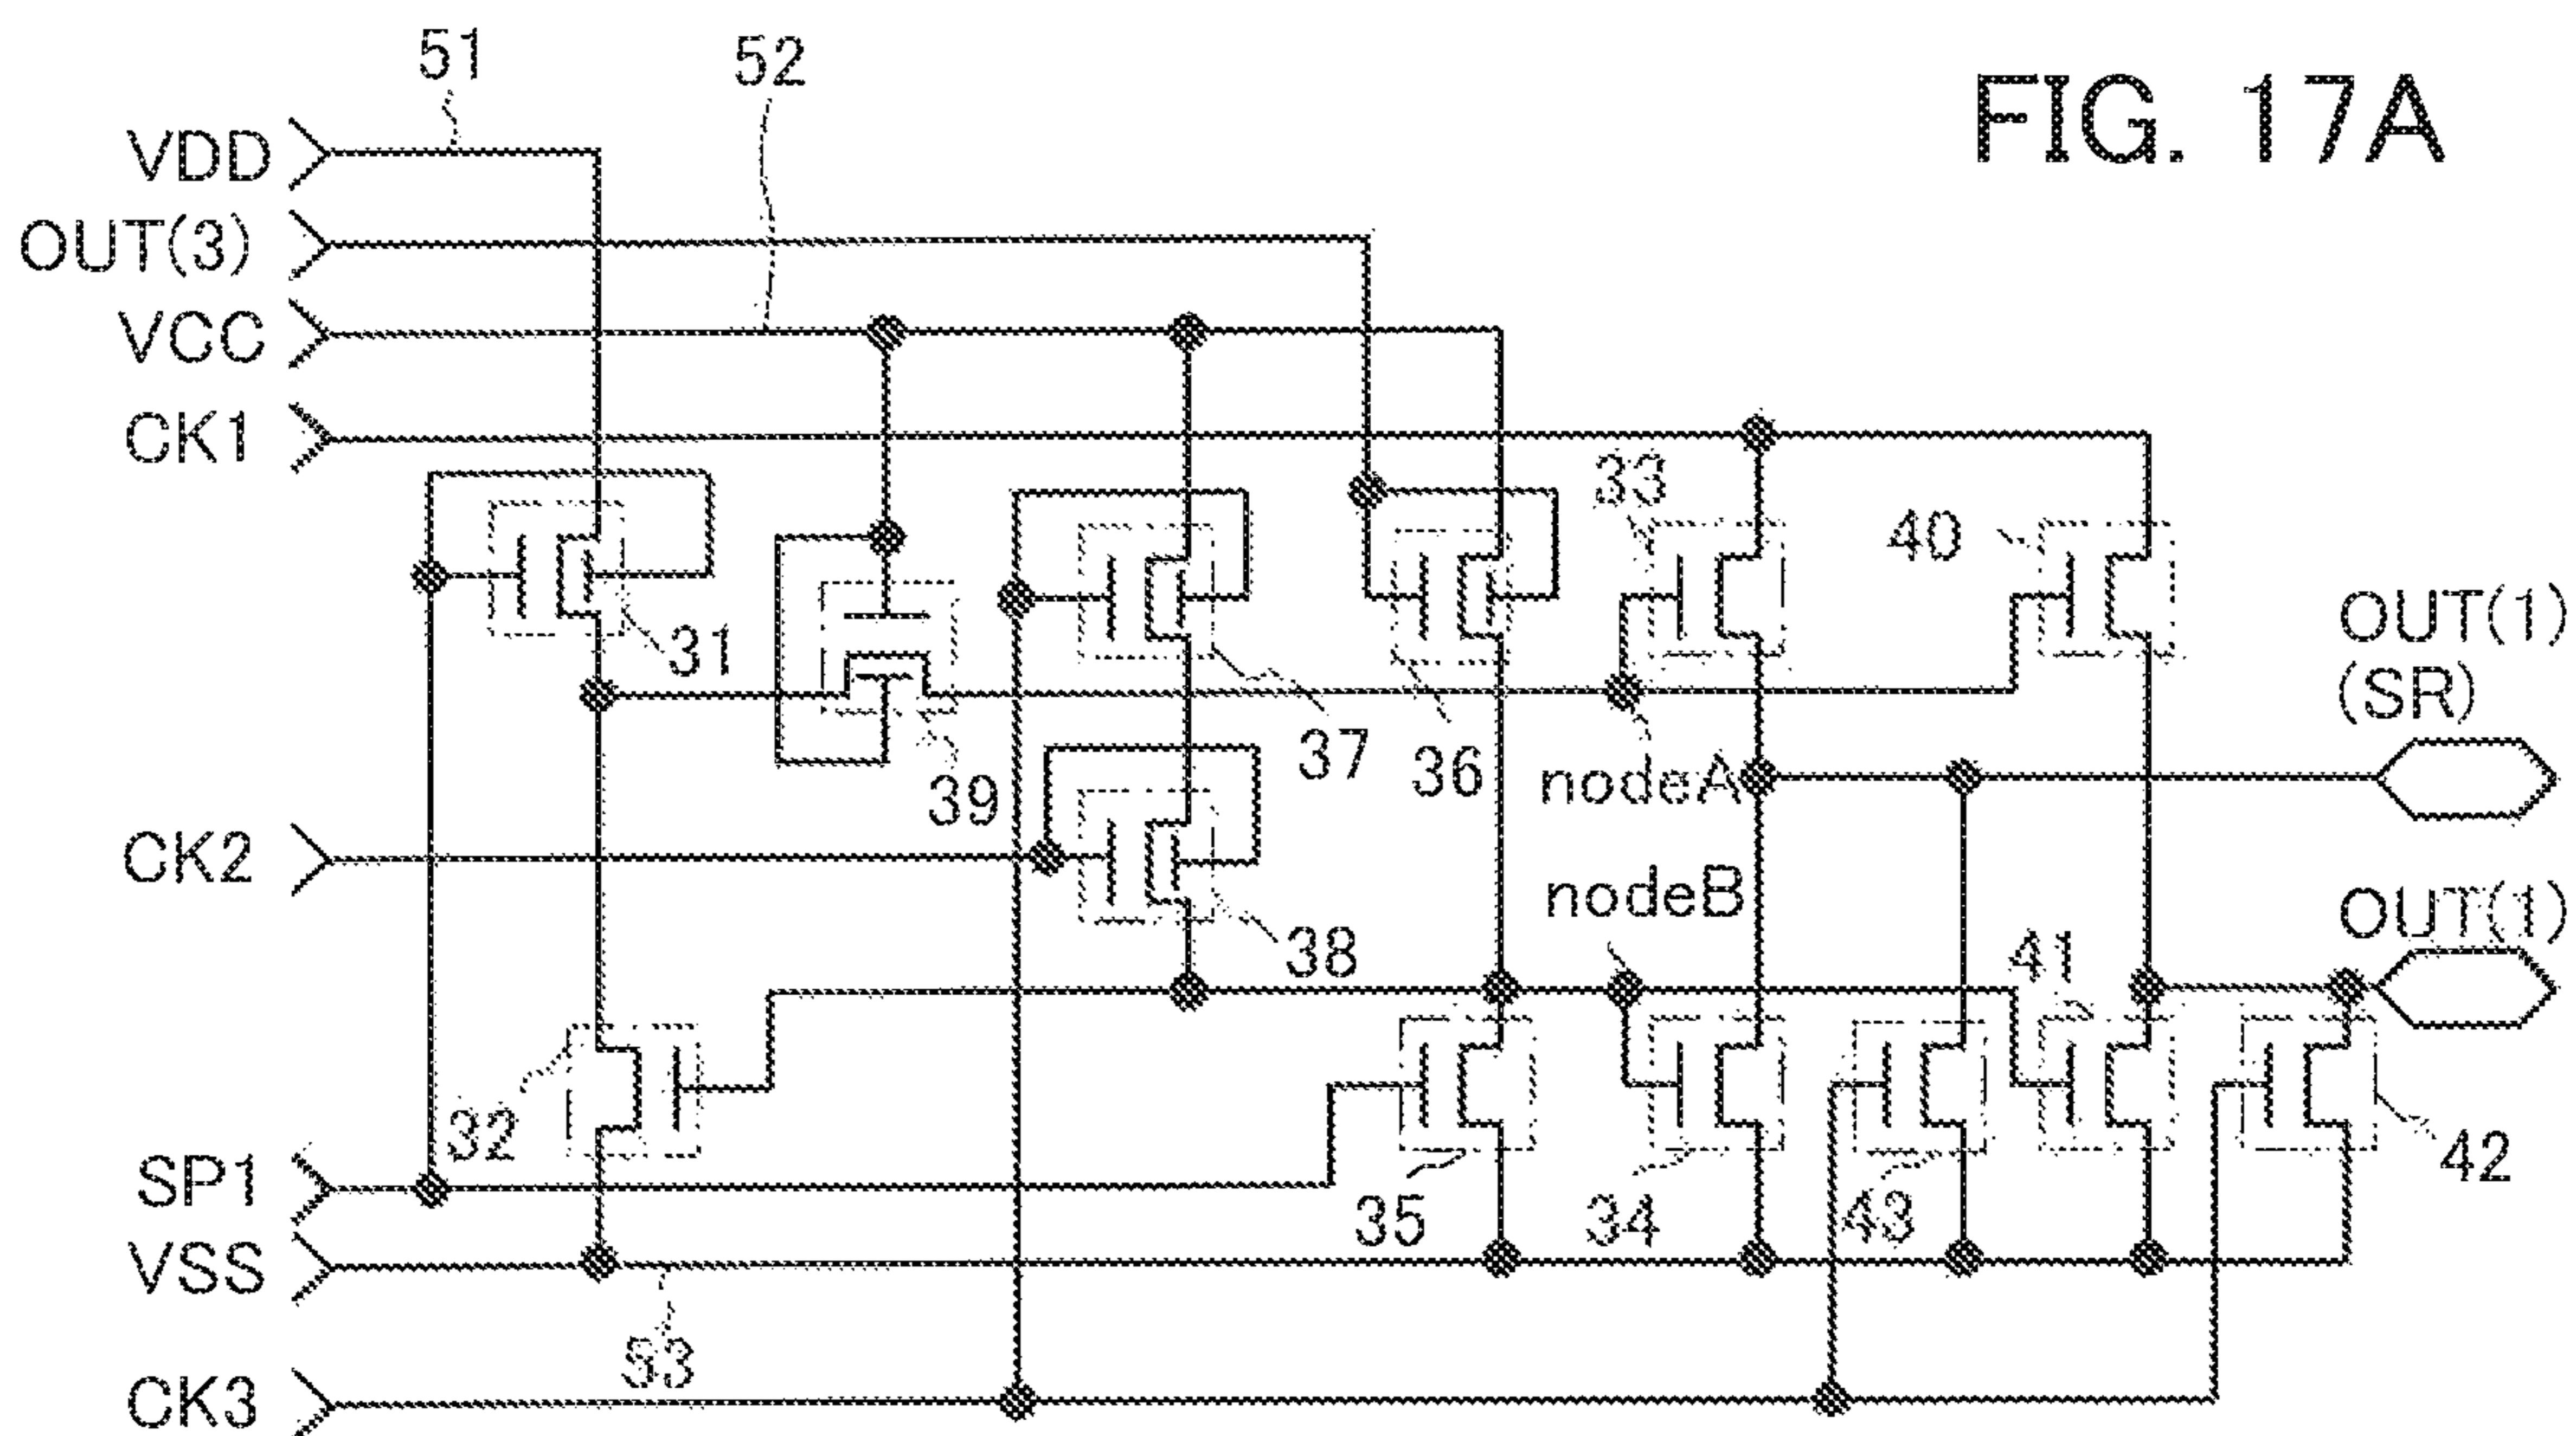 FIG. 17A
51
52
VDD
OUT(3)
VCC
CK1
33
40
31
OUT(1)
(SR)
37
36
39
nodeA
CK2
nodeB
38
41
OUT(1)
32
SP1
35
34
43
42
VSS
53
CK3